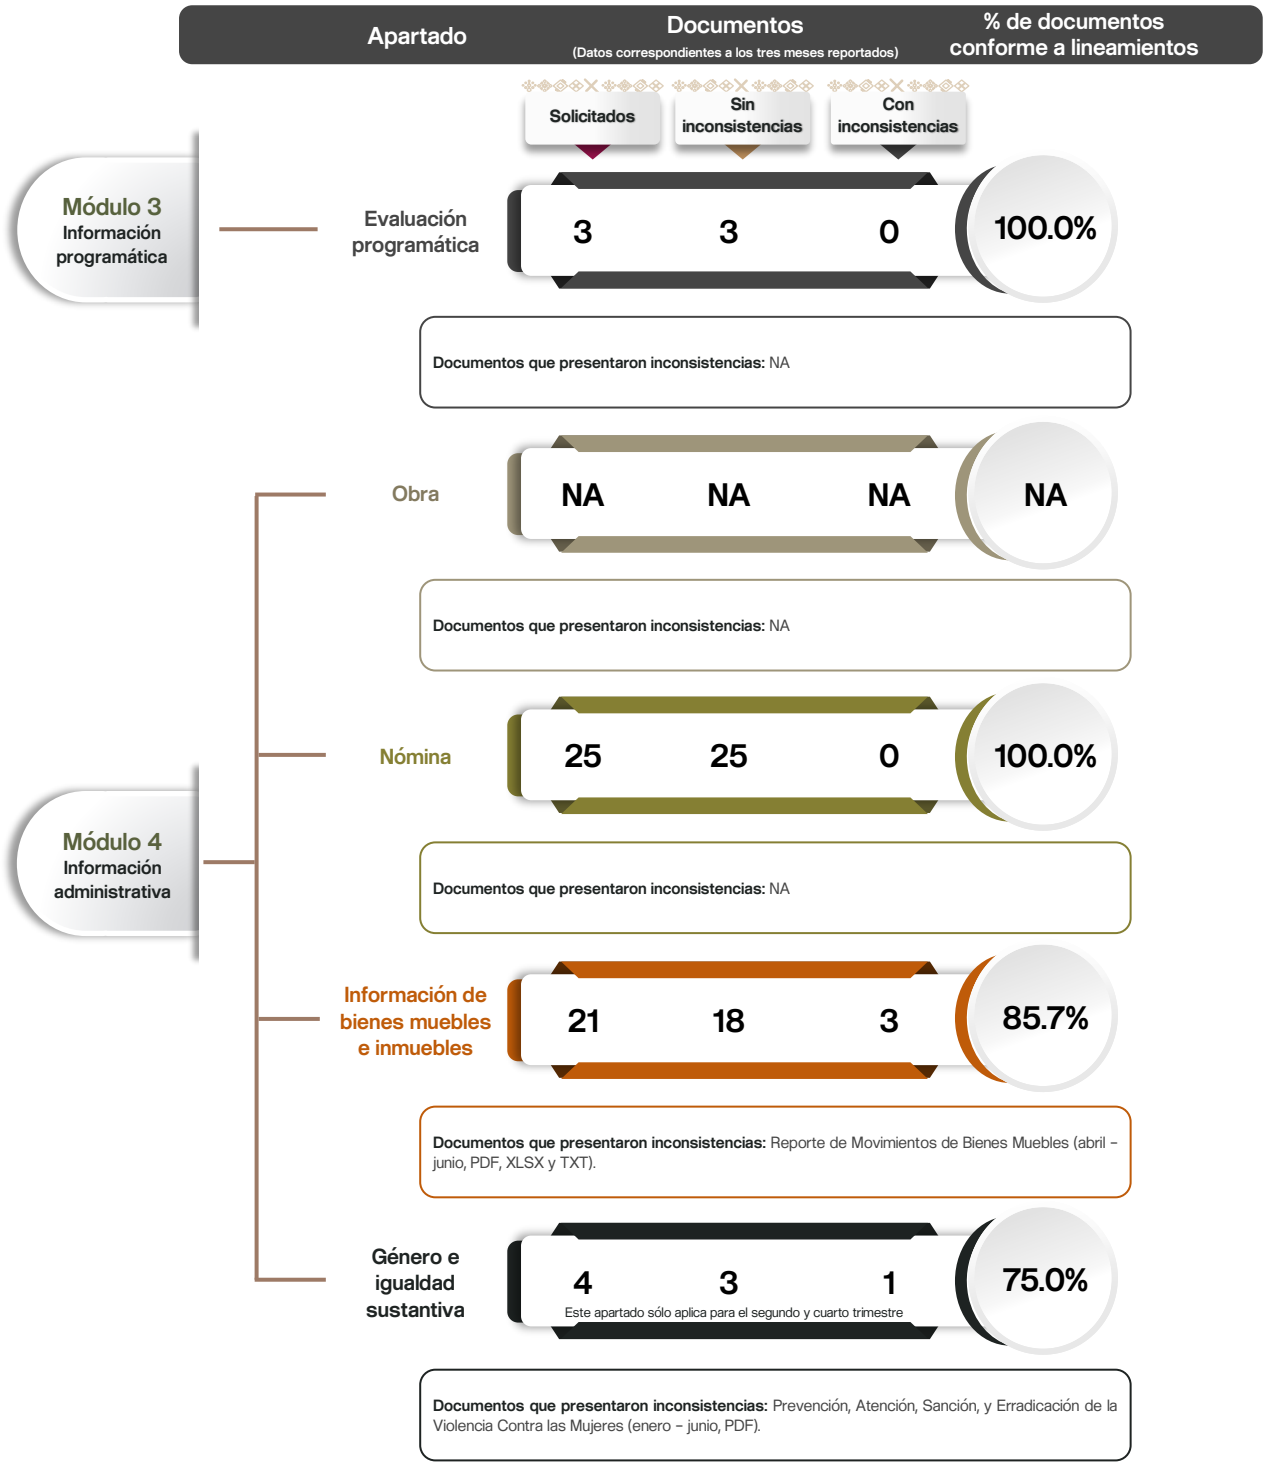 Apartado
Documentos
(Datos correspondientes a los tres meses reportados)
% de documentos
conforme a lineamientos
Solicitados
Sin
inconsistencias
Con
inconsistencias
Módulo 3
Información
programática
Evaluación
programática
3
3
0
100.0%
Documentos que presentaron inconsistencias: NA
Obra
NA
NA
NA
NA
Documentos que presentaron inconsistencias: NA
Nómina
25
25
0
100.0%
Módulo 4
Información
administrativa
Documentos que presentaron inconsistencias: NA
Información de
bienes muebles
e inmuebles
21
18
3
85.7%
Documentos que presentaron inconsistencias: Reporte de Movimientos de Bienes Muebles (abril –
junio, PDF, XLSX y TXT).
Género e
igualdad
sustantiva
4
3
1
75.0%
Este apartado sólo aplica para el segundo y cuarto trimestre
Documentos que presentaron inconsistencias: Prevención, Atención, Sanción, y Erradicación de la
Violencia Contra las Mujeres (enero – junio, PDF).